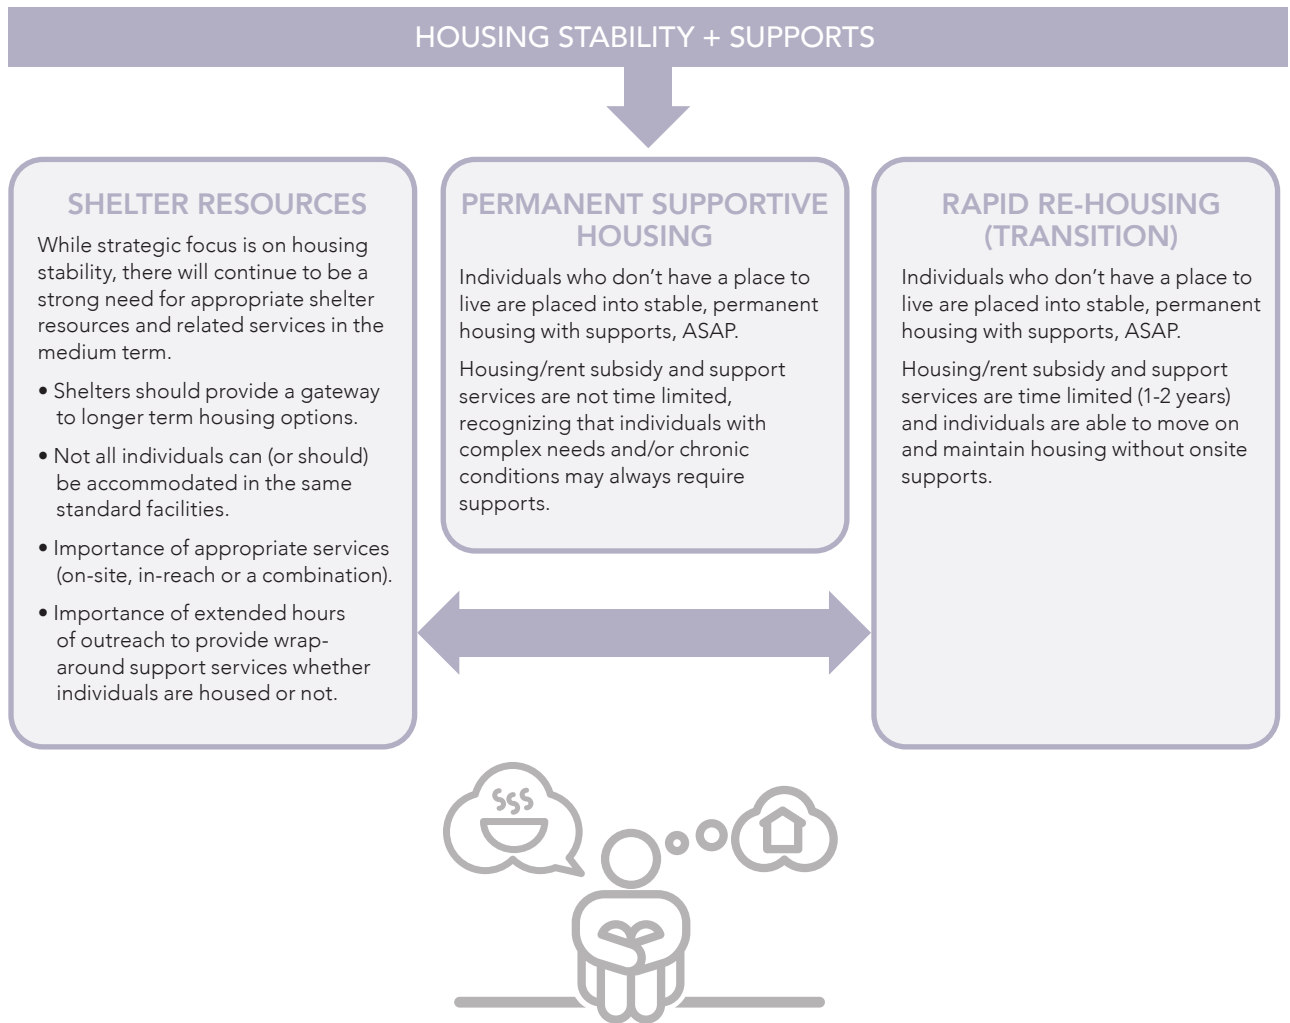 HOUSING STABILITY + SUPPORTS
SHELTER RESOURCES
While strategic focus is on housing
stability, there will continue to be a
strong need for appropriate shelter
resources and related services in the
medium term.
• Shelters should provide a gateway
to longer term housing options.
• Not all individuals can (or should)
be accommodated in the same
standard facilities.
• Importance of appropriate services
(on-site, in-reach or a combination).
• Importance of extended hours
of outreach to provide wrap-
around support services whether
individuals are housed or not.
PERMANENT SUPPORTIVE
HOUSING
Individuals who don’t have a place to
live are placed into stable, permanent
housing with supports, ASAP.
Housing/rent subsidy and support
services are not time limited,
recognizing that individuals with
complex needs and/or chronic
conditions may always require
supports.
RAPID RE-HOUSING
(TRANSITION)
Individuals who don’t have a place to
live are placed into stable, permanent
housing with supports, ASAP.
Housing/rent subsidy and support
services are time limited (1-2 years)
and individuals are able to move on
and maintain housing without onsite
supports.